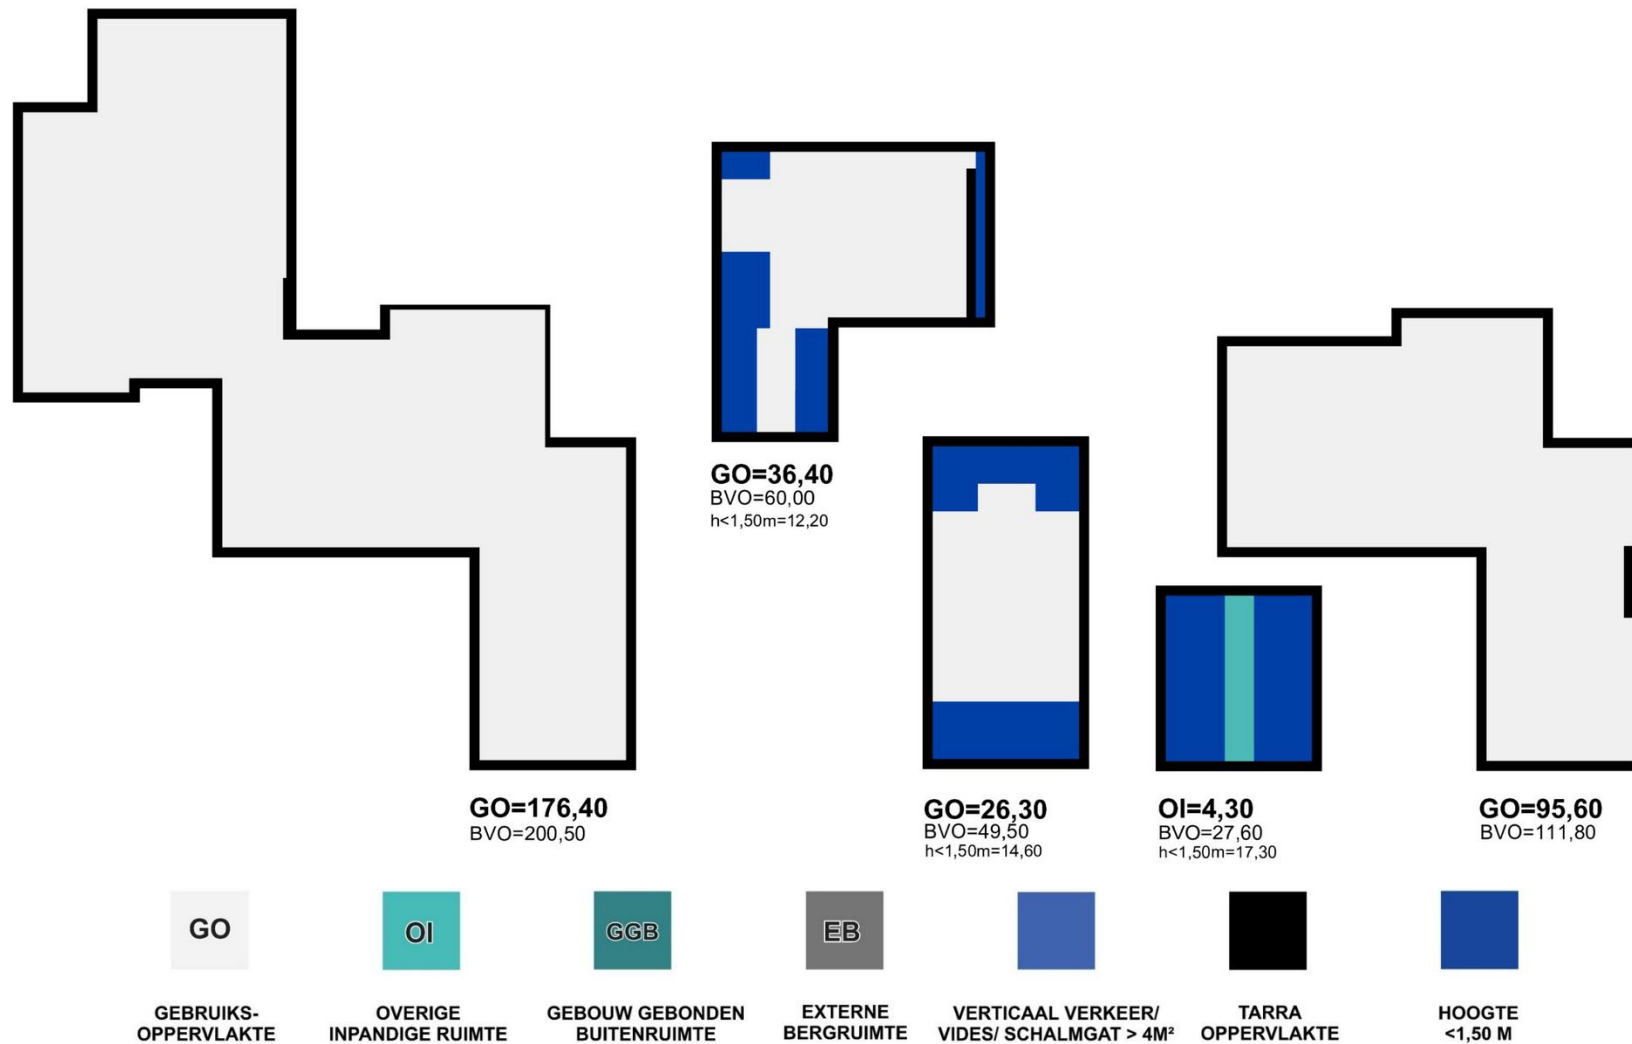 GO=36,40
BVO=60,00
h<1,50m=12,20
GO=176,40
BVO=200,50
GO=26,30
BVO=49,50
h<1,50m=14,60
OI=4,30
BVO=27,60
h<1,50m=17,30
GO=95,60
BVO=111,80
GO
GEBRUIKS-
OPPERVLAKTE
OI
OVERIGE
INPANDIGE RUIMTE
GGB
GEBOUW GEBONDEN
BUITENRUIMTE
EB
EXTERNE
BERGRUIMTE
VERTICAAL VERKEER/
VIDES/ SCHALMGAT > 4M²
TARRA
OPPERVLAKTE
HOOGTE
<1,50 M